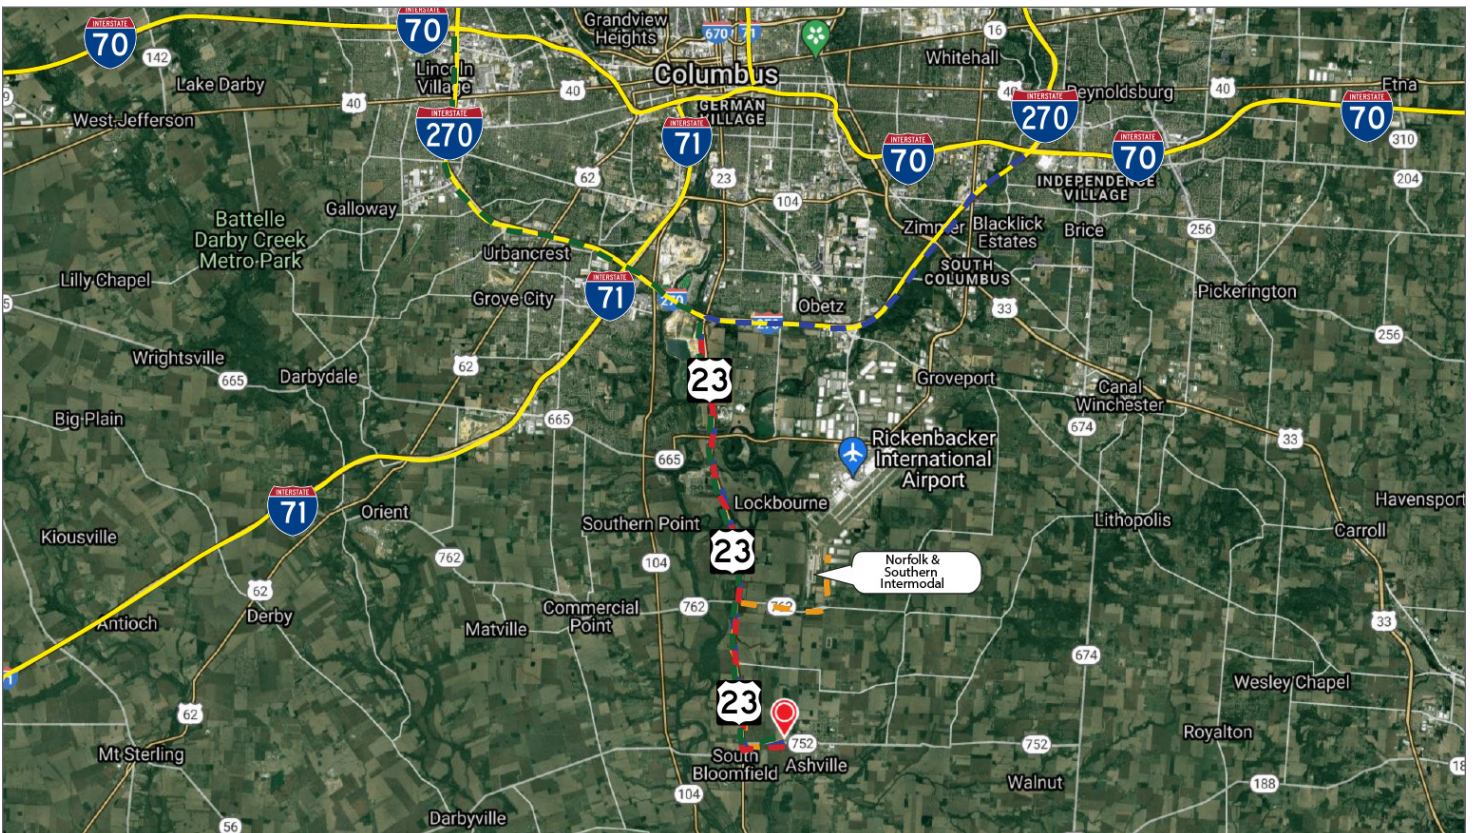 Grandview
Heights
INTERSTATE
70
INTERSTATE
70
670
71
16
142
Whitehall
Lake Darby
Lincoln
Village
Columbus
40
40
40
Reynoldsburg
40
Etna
West Jefferson
INTERSTATE
270
GERMAN
VILLAGE
INTERSTATE
71
INTERSTATE
270
INTERSTATE
70
INTERSTATE
70
INTERSTATE
70
310
62
23
204
INDEPENDENCE
VILLAGE
104
Galloway
Battelle
Darby Creek
Metro Park
Zimmer
Blacklick
Estates
Brice
256
Urbancrest
Lilly Chapel
SOUTH
COLUMBUS
INTERSTATE
71
Grove City
270
Obetz
Pickerington
33
270
256
Wrightsville
62
665
Darbydale
23
Groveport
Canal
Winchester
Big Plain
665
674
33
665
Rickenbacker
International
Airport
INTERSTATE
71
Orient
Lockbourne
Havensport
Kiousville
Southern Point
Lithopolis
Carroll
762
104
23
Norfolk &
Southern
Intermodal
62
Antioch
Derby
Commercial
Point
762
762
Matville
33
674
Wesley Chapel
62
23
Royalton
Mt Sterling
752
752
South
Bloomfield
Ashville
Walnut
188
104
56
Darbyville